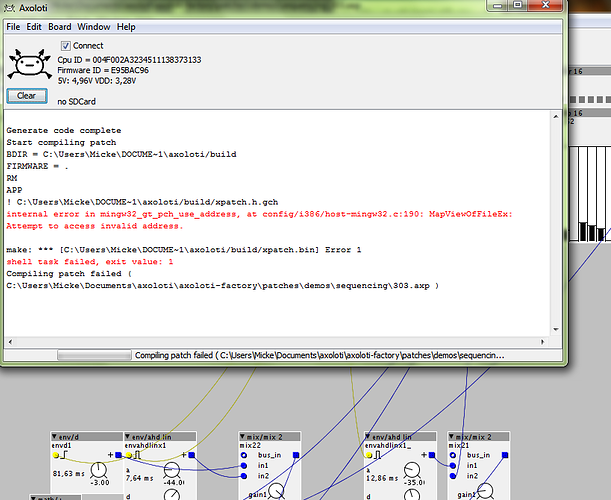 Axoloti
File Edit Board Window Help
Connect
Cpu ID = 004F002A3234511138373133
Firmware ID = E95BAC96
5V: 4,96V VDD: 3,28V
Clear
no SDCard
Generate code complete
Start compiling patch
BDIR = C:\Users\Micke\DOCUME~1\axoloti/build
FIRMWARE = .
RM
APP
! C:\Users\Micke\DOCUME~1\axoloti/build/xpatch.h.gch
internal error in mingw32_gt_pch_use_address, at config/i386/host-mingw32.c:190: MapViewOfFileEx:
Attempt to access invalid address.
make: *** [C:\Users\Micke\DOCUME~1\axoloti/build/xpatch.bin] Error 1
shell task failed, exit value: 1
Compiling patch failed (
C:\Users\Micke\Documents\axoloti\axoloti-factory\patches\demos\sequencing\303.axp )
Compiling patch failed ( C:\Users\Micke\Documents\axoloti\axoloti-factory\patches\demos\sequencin...
16
16
2
env/d
envd1
81,63 ms
-3.00
env/ahd lin
envahdlinx1
a
7,64 ms
-44.0
d
mix/mix 2
mix22
bus_in
in1
in2
gain1
env/ahd lin
envahdlinx1_
a
12,86 ms
-35.0
d
mix/mix 2
mix21
bus_in
in1
in2
gain1